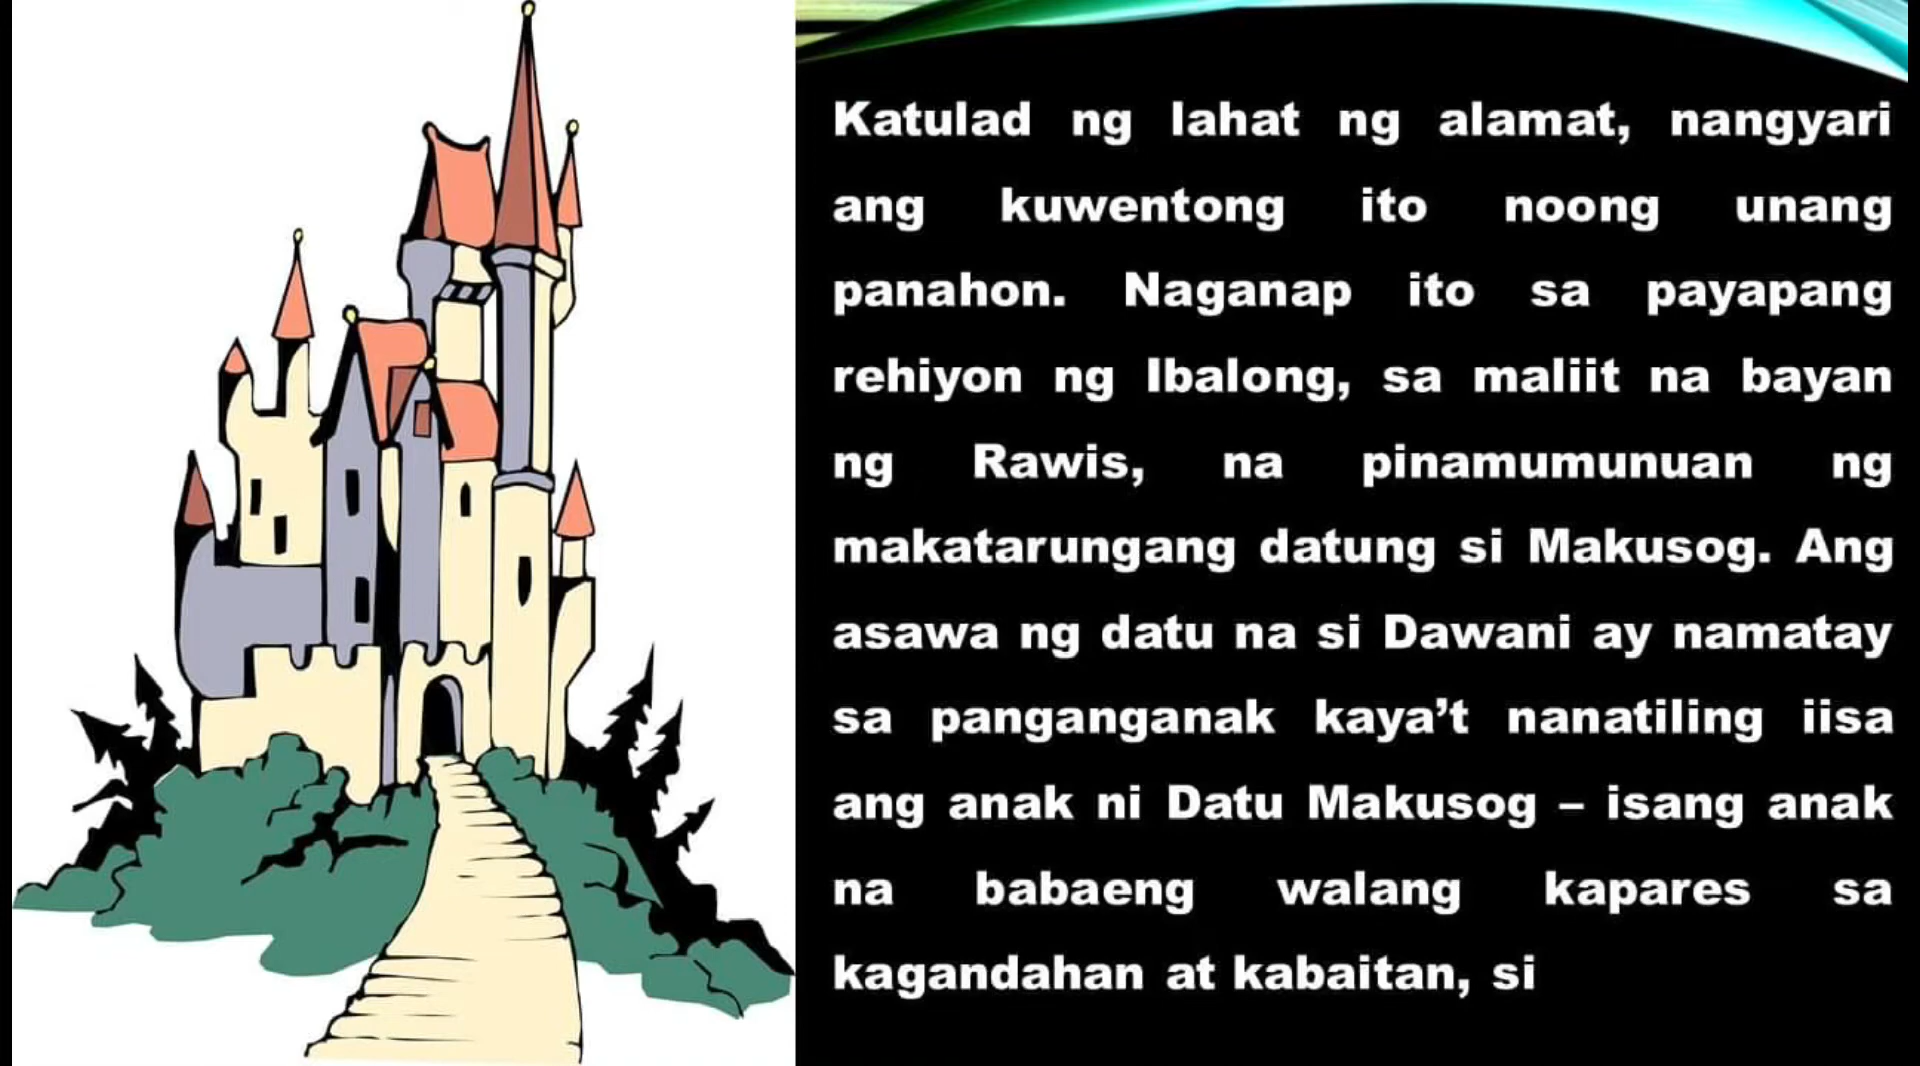 Katulad ng lahat ng alamat, nangyari
ang kuwentong ito noong unang
panahon. Naganap ito sa payapang
rehiyon ng Ibalong, sa maliit na bayan
ng Rawis, na pinamumunuan ng
makatarungang datung si Makusog. Ang
asawa ng datu na si Dawani ay namatay
sa panganganak kaya’t nanatiling iisa
ang anak ni Datu Makusog – isang anak
na babaeng walang kapares sa
kagandahan at kabaitan, si